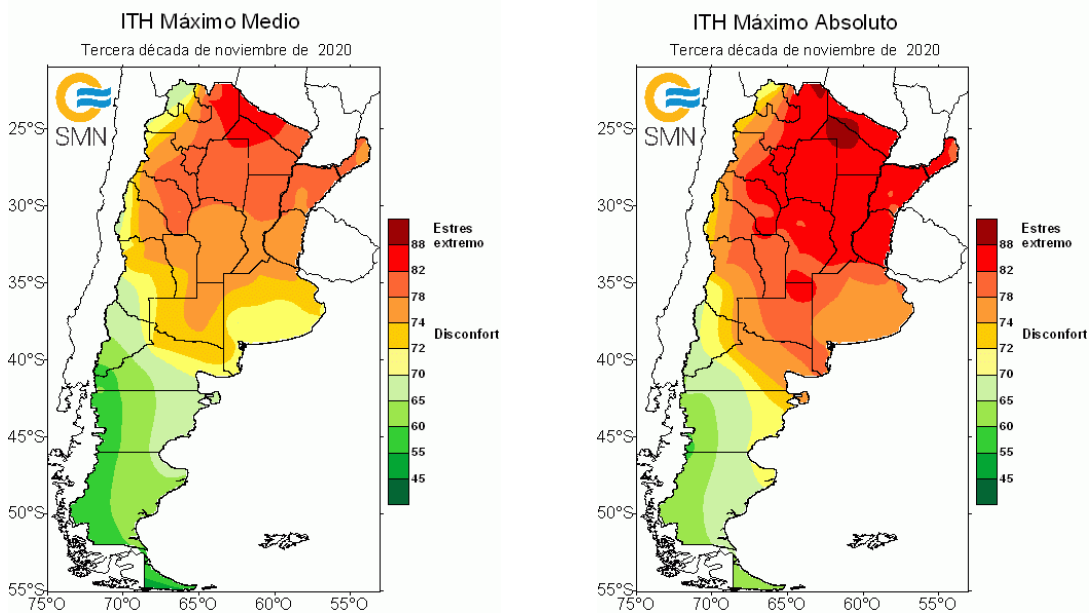 ITH Máximo Medio
Tercera década de noviembre de 2020
SMN
25°S
30°S
35°S
40°S
45°S
50°S
55°S
75°O
70°O
65°O
60°O
55°O
Estres
extremo
88
82
78
74
Disconfort
72
70
65
60
55
45
ITH Máximo Absoluto
Tercera década de noviembre de 2020
SMN
25°S
30°S
35°S
40°S
45°S
50°S
55°S
75°O
70°O
65°O
60°O
55°O
Estres
extremo
88
82
78
74
Disconfort
72
70
65
60
55
45